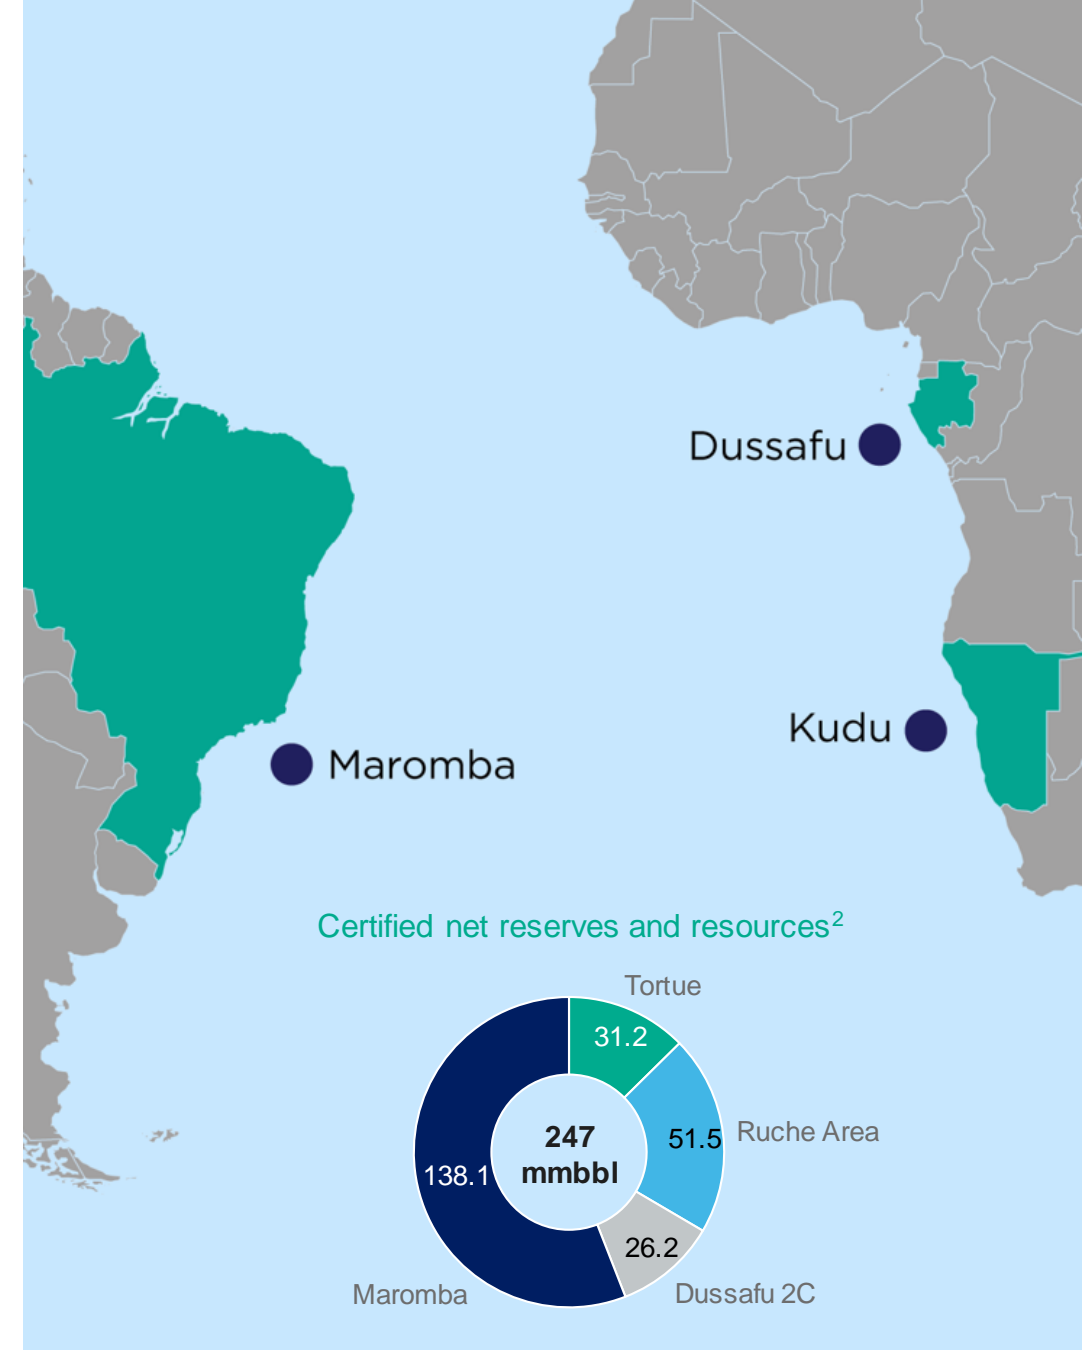 Dussafu
Kudu
Maromba
Certified net reserves and resources²
Tortue
31.2
51.5
Ruche Area
247
mmbbl
138.1
26.2
Maromba
Dussafu 2C